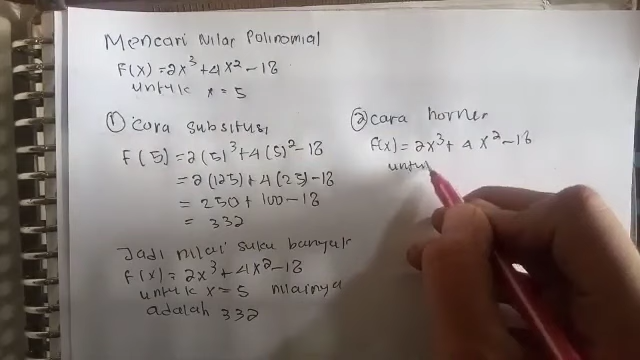 Mencari Nilai Polinomial
F(x) = 2x³ + 4x² - 18
untuk x = 5
① Cara subsitusi
F(5) = 2(5)³ + 4(5)² - 18
= 2(125) + 4(25) - 18
= 250 + 100 - 18
= 332
Jadi nilai suku banyak
f(x) = 2x³ + 4x² - 18
untuk x = 5 nilainya
adalah 332
② cara horner
f(x) = 2x³ + 4x² - 18
untu